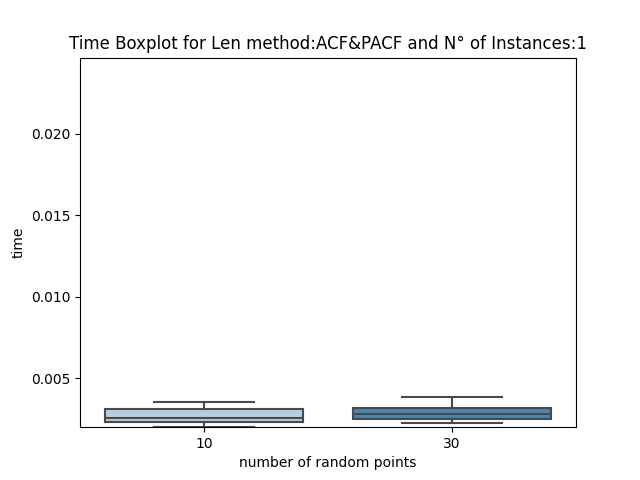 Time Boxplot for Len method:ACF&PACF and N° of Instances:1
0.020
0.015
0.010
0.005
time
10
30
number of random points